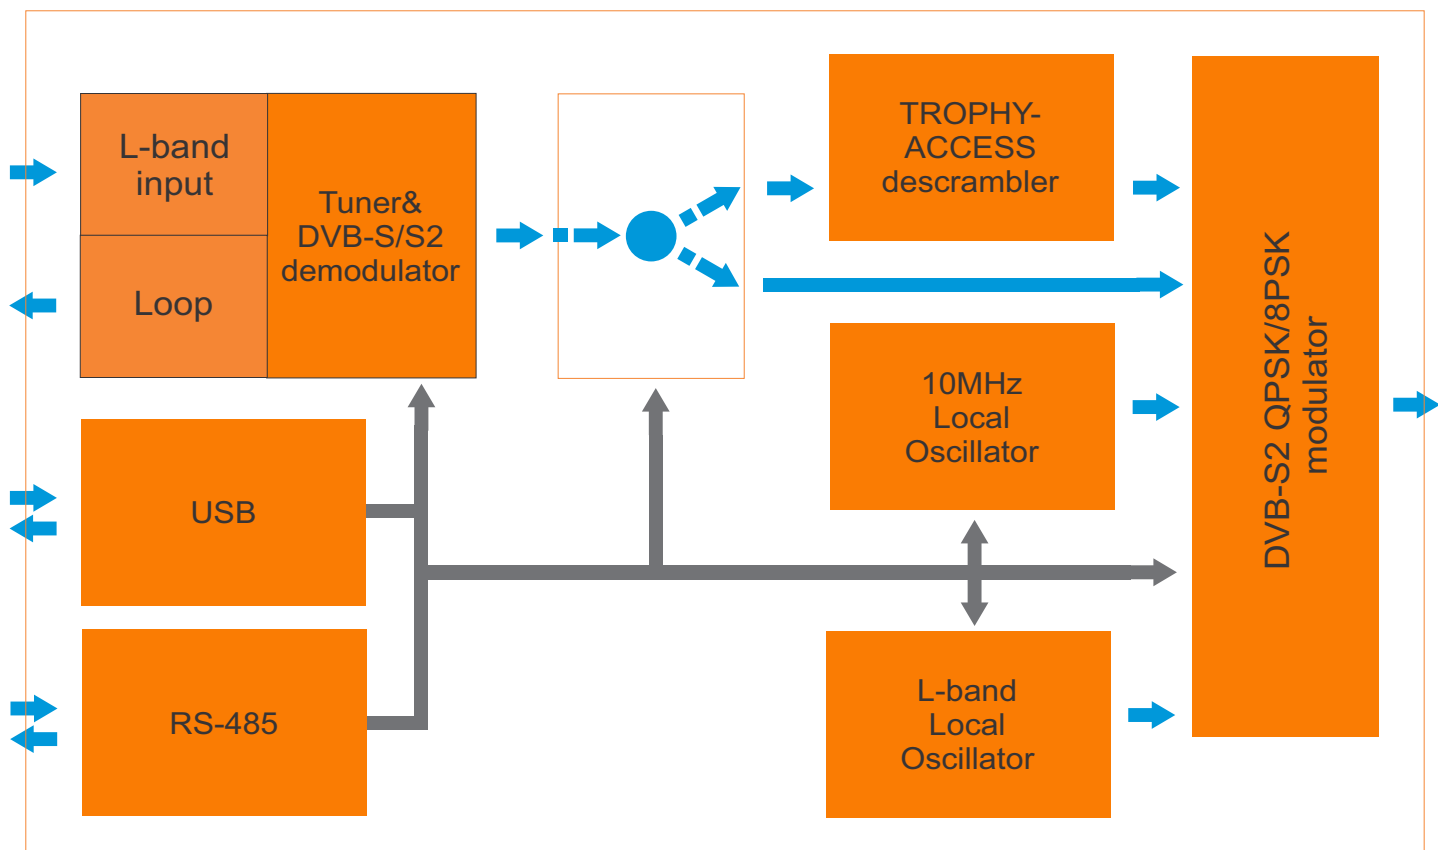 L-band
input
Loop
Tuner&
DVB-S/S2
demodulator
TROPHY-
ACCESS
descrambler
10MHz
Local
Oscillator
USB
RS-485
L-band
Local
Oscillator
DVB-S2 QPSK/8PSK
modulator